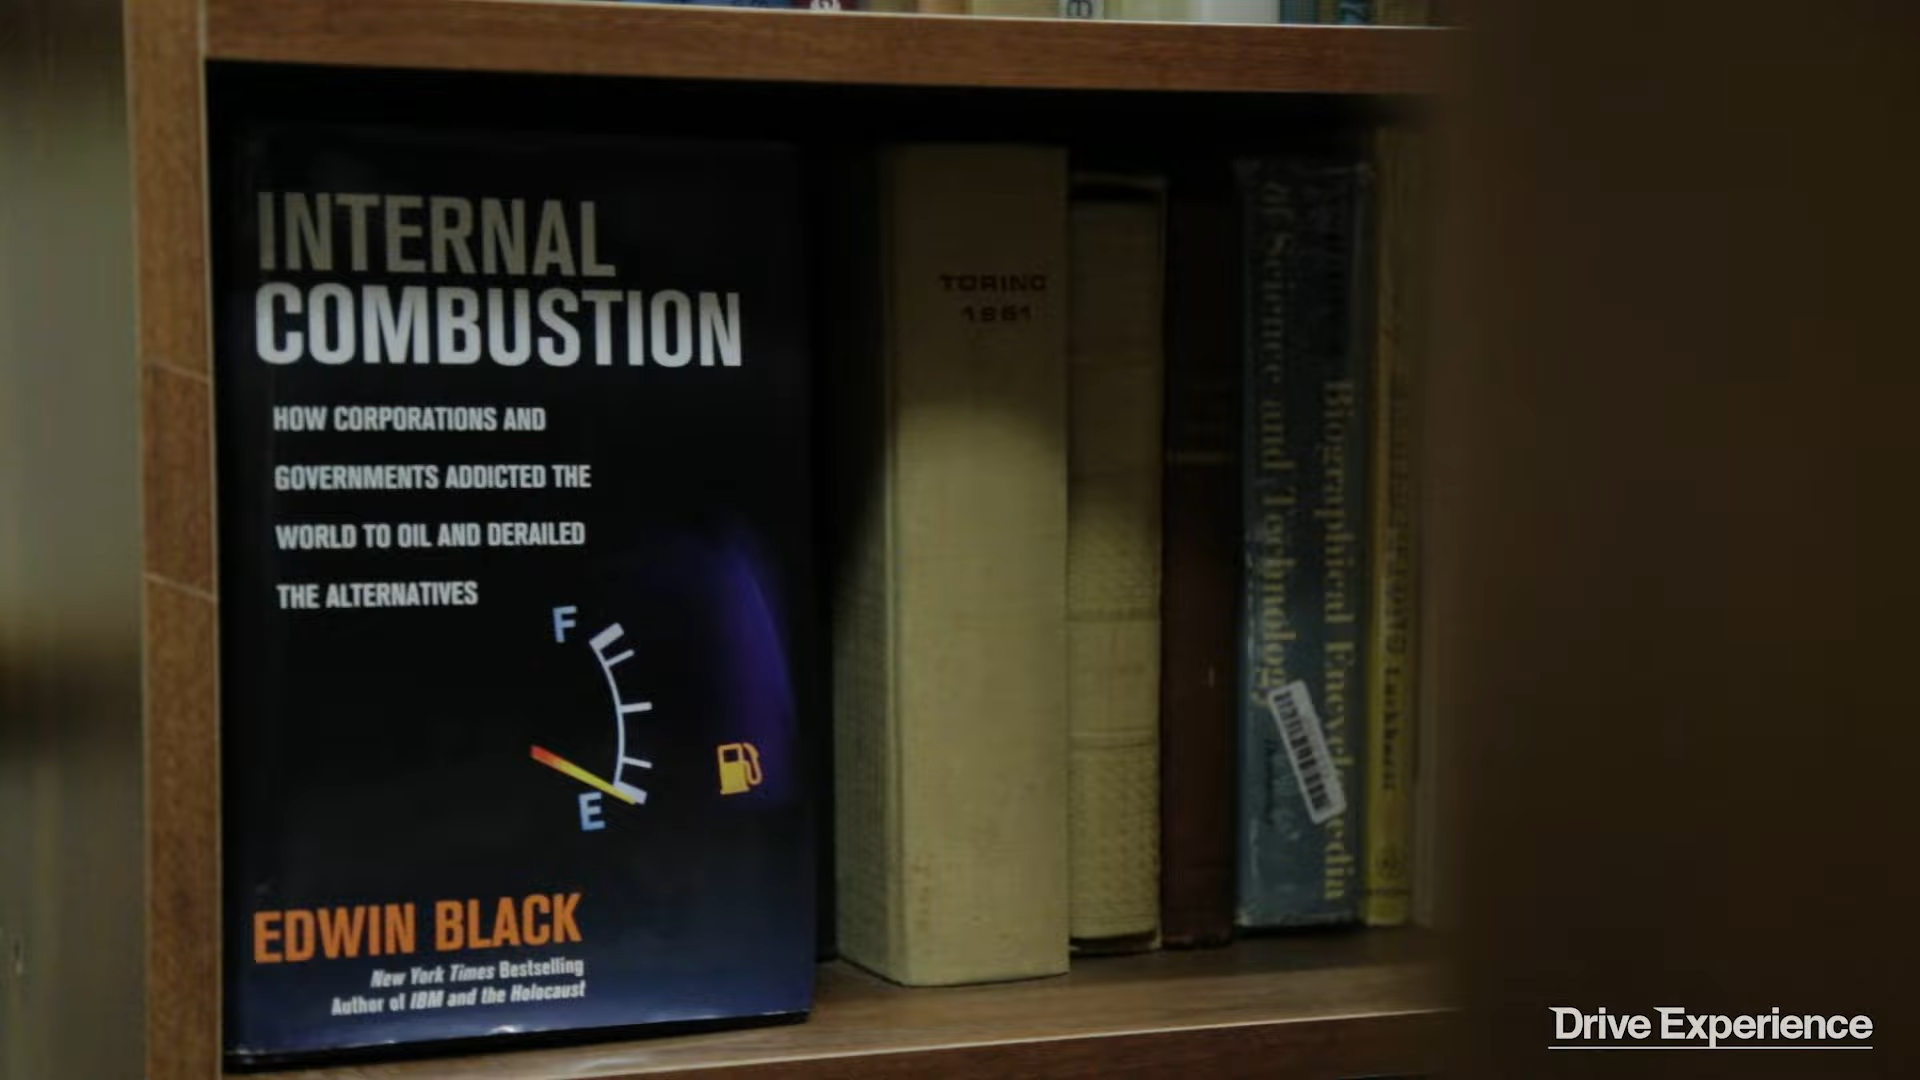 INTERNAL
COMBUSTION
HOW CORPORATIONS AND
GOVERNMENTS ADDICTED THE
WORLD TO OIL AND DERAILED
THE ALTERNATIVES
F
E
EDWIN BLACK
New York Times Bestselling
Author of IBM and the Holocaust
TORINO
1961
Biographical Encyclopedia
of Science and Technology
Drive Experience